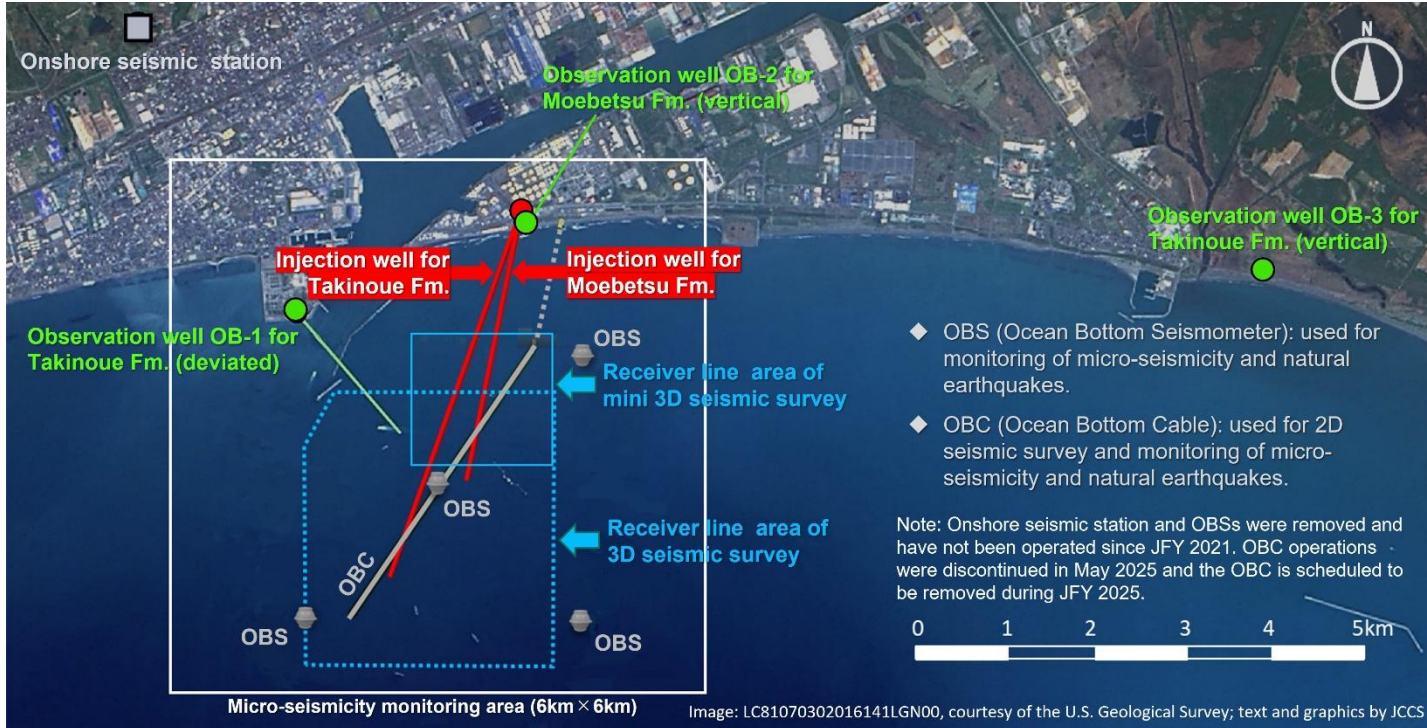 Onshore seismic station
N
Observation well OB-2 for
Moebetsu Fm. (vertical)
Observation well OB-3 for
Takinoue Fm. (vertical)
Injection well for
Takinoue Fm.
Injection well for
Moebetsu Fm.
Observation well OB-1 for
Takinoue Fm. (deviated)
OBS
Receiver line area of
mini 3D seismic survey
OBS
Receiver line area of
3D seismic survey
OBC
OBS
OBS
◆ OBS (Ocean Bottom Seismometer): used for
monitoring of micro-seismicity and natural
earthquakes.
◆ OBC (Ocean Bottom Cable): used for 2D
seismic survey and monitoring of micro-
seismicity and natural earthquakes.
Note: Onshore seismic station and OBSs were removed and
have not been operated since JFY 2021. OBC operations
were discontinued in May 2025 and the OBC is scheduled to
be removed during JFY 2025.
0 1 2 3 4 5km
Micro-seismicity monitoring area (6km×6km)
Image: LC81070302016141LGN00, courtesy of the U.S. Geological Survey; text and graphics by JCCS